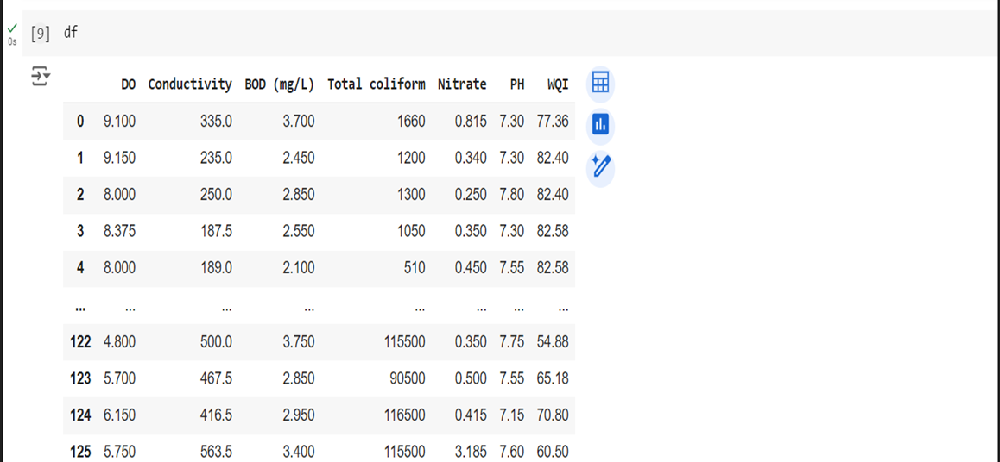 [9] df
0s
DO Conductivity BOD (mg/L) Total coliform Nitrate PH WQI
0 9.100 335.0 3.700 1660 0.815 7.30 77.36
1 9.150 235.0 2.450 1200 0.340 7.30 82.40
2 8.000 250.0 2.850 1300 0.250 7.80 82.40
3 8.375 187.5 2.550 1050 0.350 7.30 82.58
4 8.000 189.0 2.100 510 0.450 7.55 82.58
... ... ... ... ... ... ... ...
122 4.800 500.0 3.750 115500 0.350 7.75 54.88
123 5.700 467.5 2.850 90500 0.500 7.55 65.18
124 6.150 416.5 2.950 116500 0.415 7.15 70.80
125 5.750 563.5 3.400 115500 3.185 7.60 60.50